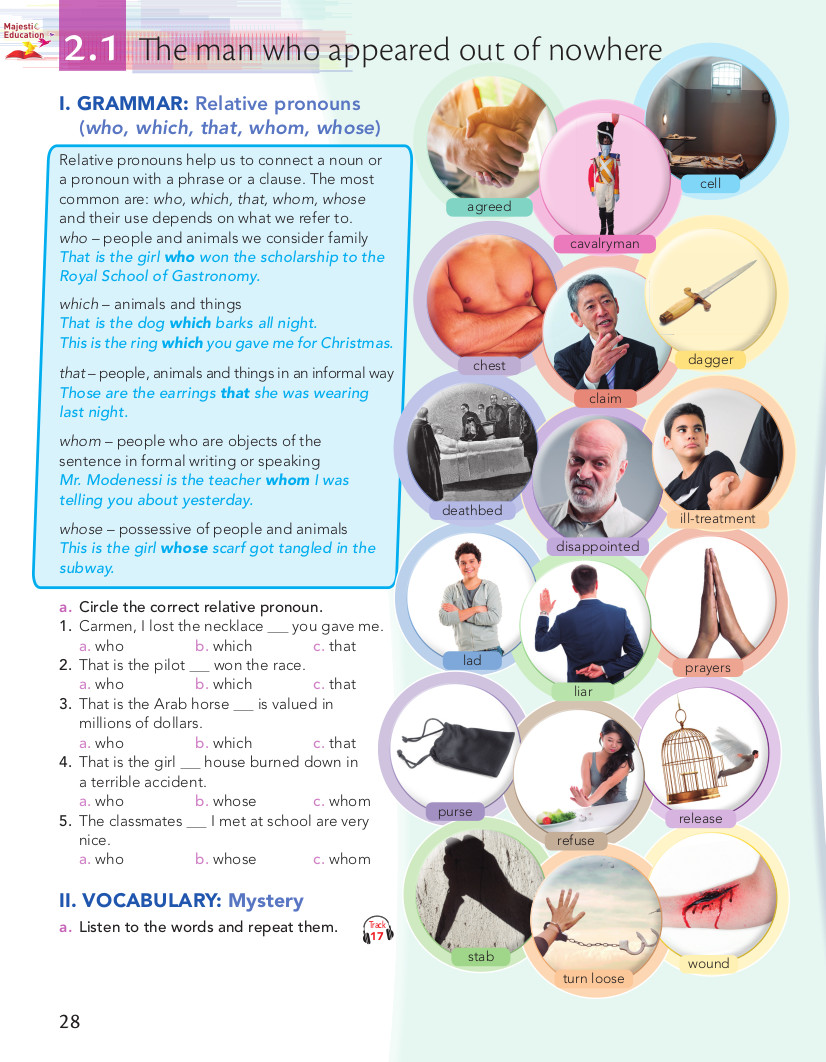 Majestic
Education
2.1 The man who appeared out of nowhere
I. GRAMMAR: Relative pronouns
(who, which, that, whom, whose)
Relative pronouns help us to connect a noun or
a pronoun with a phrase or a clause. The most
common are: who, which, that, whom, whose
and their use depends on what we refer to.
who – people and animals we consider family
That is the girl who won the scholarship to the
Royal School of Gastronomy.
which – animals and things
That is the dog which barks all night.
This is the ring which you gave me for Christmas.
that – people, animals and things in an informal way
Those are the earrings that she was wearing
last night.
whom – people who are objects of the
sentence in formal writing or speaking
Mr. Modenessi is the teacher whom I was
telling you about yesterday.
whose – possessive of people and animals
This is the girl whose scarf got tangled in the
subway.
a. Circle the correct relative pronoun.
1. Carmen, I lost the necklace ___ you gave me.
a. who b. which c. that
2. That is the pilot ___ won the race.
a. who b. which c. that
3. That is the Arab horse ___ is valued in
millions of dollars.
a. who b. which c. that
4. That is the girl ___ house burned down in
a terrible accident.
a. who b. whose c. whom
5. The classmates ___ I met at school are very
nice.
a. who b. whose c. whom
II. VOCABULARY: Mystery
a. Listen to the words and repeat them.
Track
17
agreed
cavalryman
cell
chest
claim
dagger
deathbed
disappointed
ill-treatment
lad
liar
prayers
purse
refuse
release
stab
turn loose
wound
28